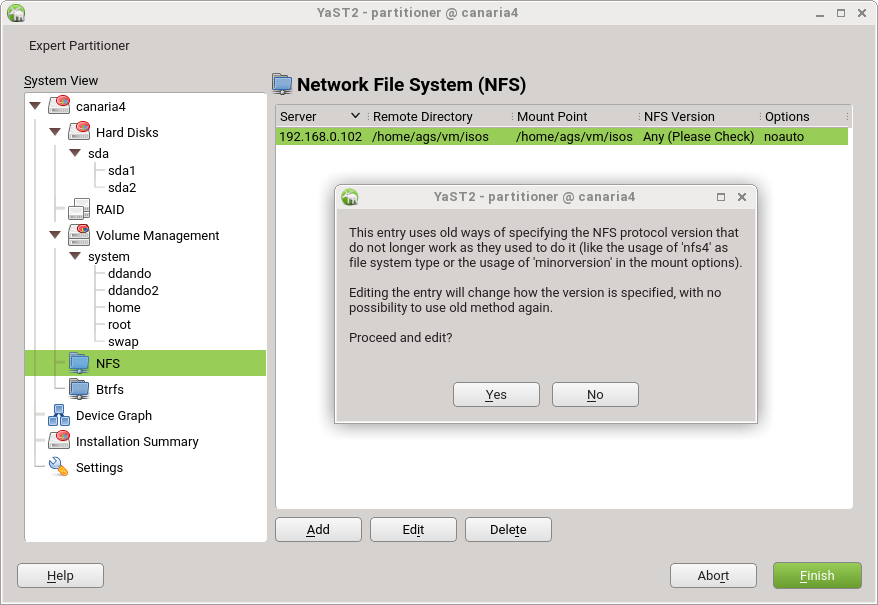 YaST2 - partitioner @ canaria4
Expert Partitioner
System View
canaria4
Hard Disks
sda
sda1
sda2
RAID
Volume Management
system
ddando
ddando2
home
root
swap
NFS
Btrfs
Device Graph
Installation Summary
Settings
Network File System (NFS)
Server Remote Directory Mount Point NFS Version Options
192.168.0.102 /home/ags/vm/isos /home/ags/vm/isos Any (Please Check) noauto
YaST2 - partitioner @ canaria4
This entry uses old ways of specifying the NFS protocol version that
do not longer work as they used to do it (like the usage of 'nfs4' as
file system type or the usage of 'minorversion' in the mount options).
Editing the entry will change how the version is specified, with no
possibility to use old method again.
Proceed and edit?
Yes No
Add Edit Delete
Help Abort Finish